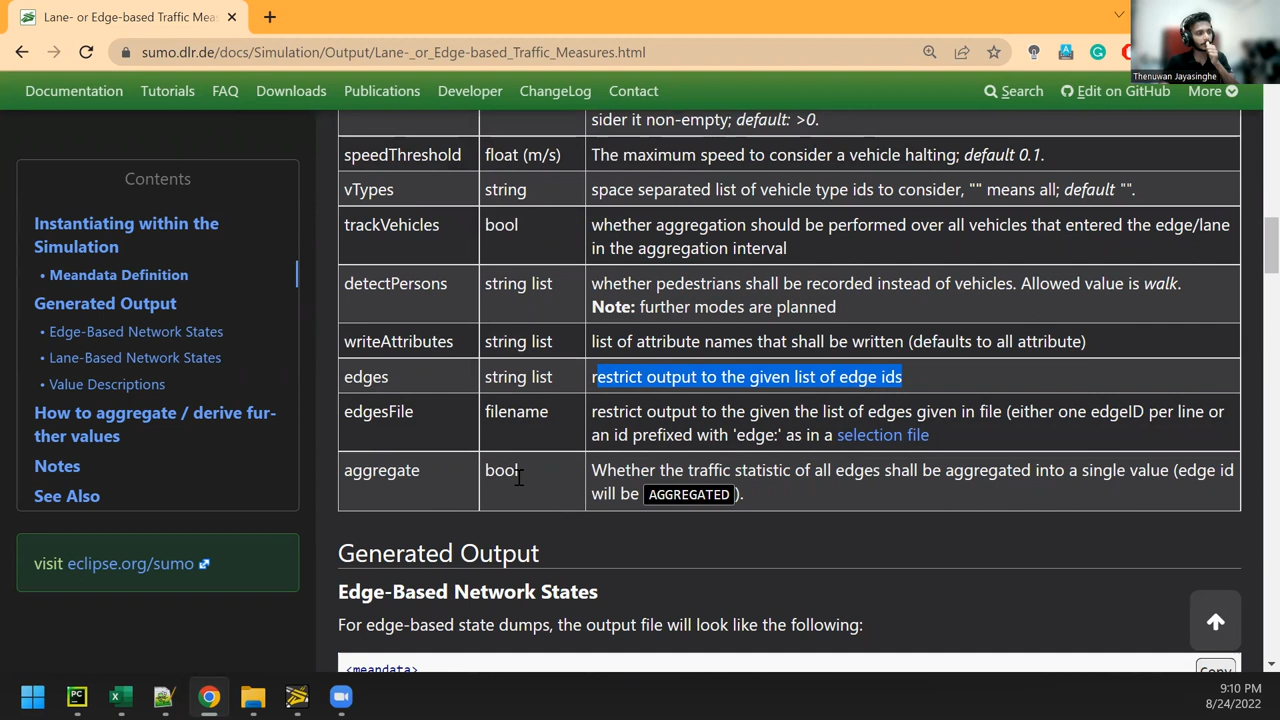 Lane- or Edge-based Traffic Mea
sumo.dlr.de/docs/Simulation/Output/Lane-_or_Edge-based_Traffic_Measures.html
Thenuwan Jayasinghe
Documentation Tutorials FAQ Downloads Publications Developer ChangeLog Contact Search Edit on GitHub More
Contents
Instantiating within the
Simulation
• Meandata Definition
Generated Output
• Edge-Based Network States
• Lane-Based Network States
• Value Descriptions
How to aggregate / derive fur-
ther values
Notes
See Also
visit eclipse.org/sumo
sider it non-empty; default: >0.
speedThreshold float (m/s) The maximum speed to consider a vehicle halting; default 0.1.
vTypes string space separated list of vehicle type ids to consider, "" means all; default "".
trackVehicles bool whether aggregation should be performed over all vehicles that entered the edge/lane
in the aggregation interval
detectPersons string list whether pedestrians shall be recorded instead of vehicles. Allowed value is walk.
Note: further modes are planned
writeAttributes string list list of attribute names that shall be written (defaults to all attribute)
edges string list restrict output to the given list of edge ids
edgesFile filename restrict output to the given the list of edges given in file (either one edgeID per line or
an id prefixed with 'edge:' as in a selection file
aggregate bool Whether the traffic statistic of all edges shall be aggregated into a single value (edge id
will be AGGREGATED ).
Generated Output
Edge-Based Network States
For edge-based state dumps, the output file will look like the following:
<meandata>
Copy
9:10 PM
8/24/2022